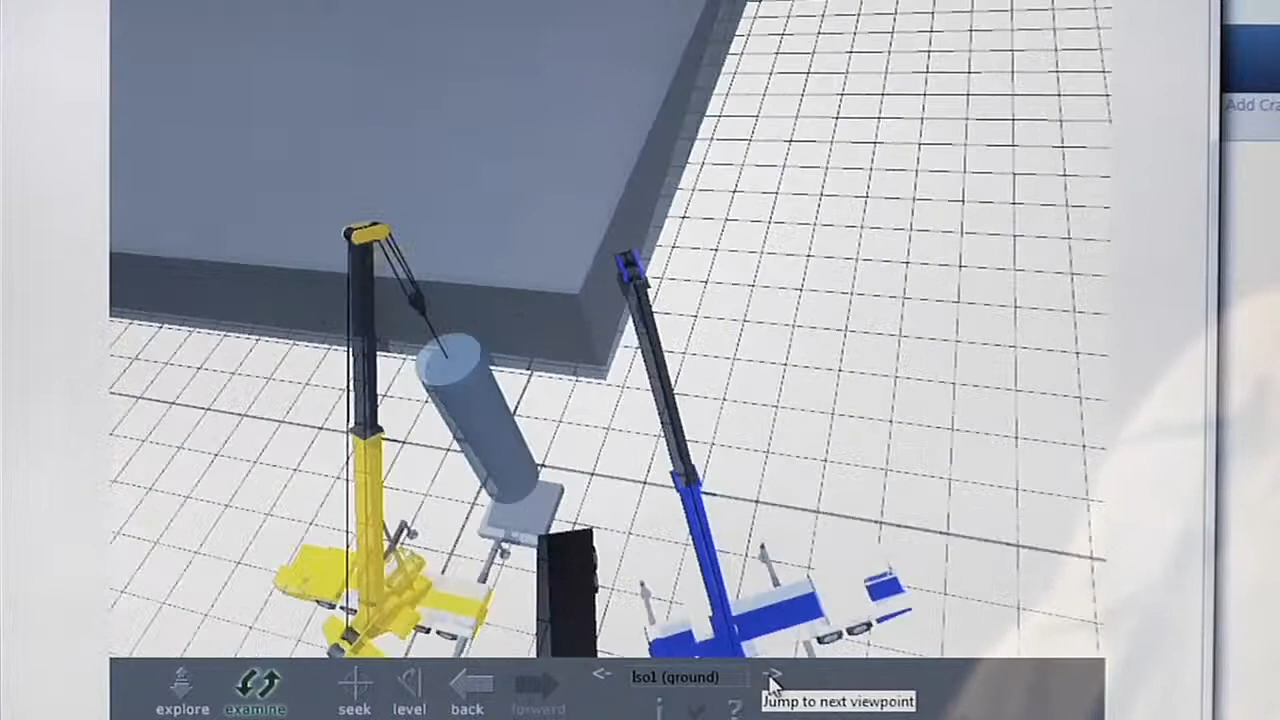 Add Cra
Iso1 (ground)
Jump to next viewpoint
explore
examine
seek
level
back
forward